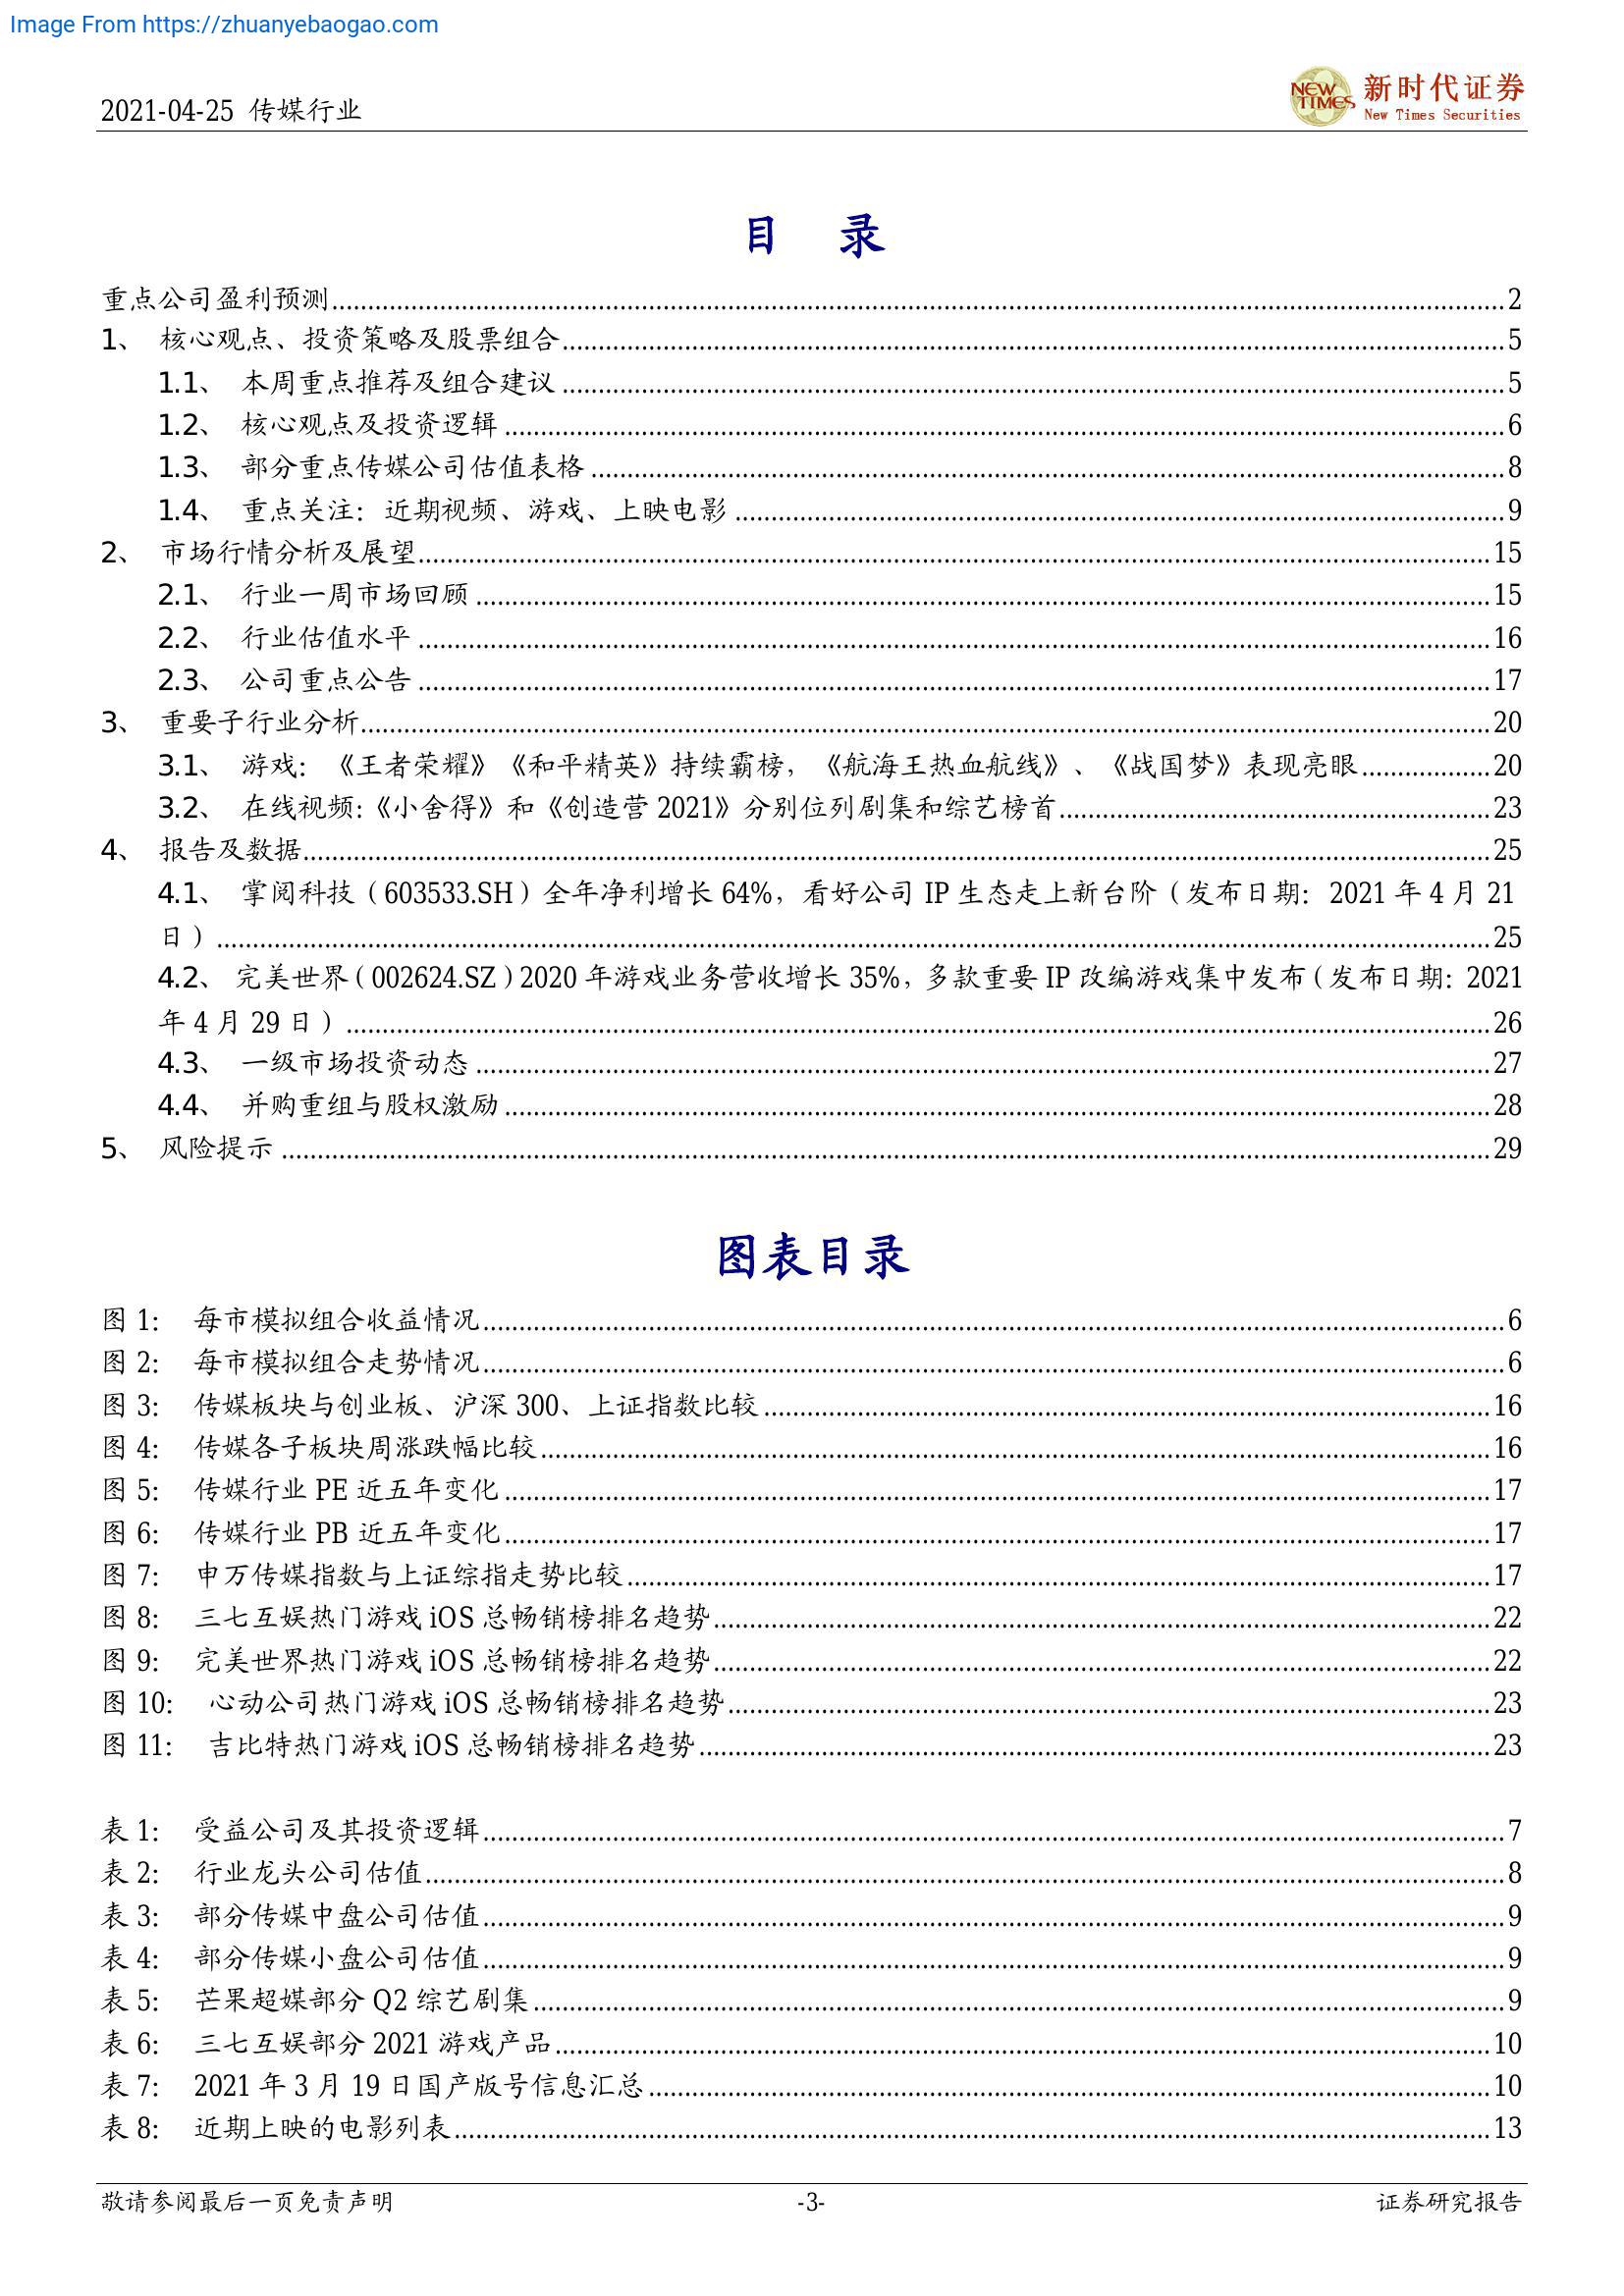 Image From https://zhuanyebaogao.com
2021-04-25 传媒行业
NEW TIMES
新时代证券
New Times Securities
目 录
重点公司盈利预测 2
1、 核心观点、投资策略及股票组合 5
1.1、 本周重点推荐及组合建议 5
1.2、 核心观点及投资逻辑 6
1.3、 部分重点传媒公司估值表格 8
1.4、 重点关注：近期视频、游戏、上映电影 9
2、 市场行情分析及展望 15
2.1、 行业一周市场回顾 15
2.2、 行业估值水平 16
2.3、 公司重点公告 17
3、 重要子行业分析 20
3.1、 游戏：《王者荣耀》《和平精英》持续霸榜，《航海王热血航线》、《战国梦》表现亮眼 20
3.2、 在线视频：《小舍得》和《创造营 2021》分别位列剧集和综艺榜首 23
4、 报告及数据 25
4.1、 掌阅科技（603533.SH）全年净利增长 64%，看好公司 IP 生态走上新台阶（发布日期：2021 年 4 月 21
日） 25
4.2、 完美世界（002624.SZ）2020 年游戏业务营收增长 35%，多款重要 IP 改编游戏集中发布（发布日期：2021
年 4 月 29 日） 26
4.3、 一级市场投资动态 27
4.4、 并购重组与股权激励 28
5、 风险提示 29
图表目录
图 1： 每市模拟组合收益情况 6
图 2： 每市模拟组合走势情况 6
图 3： 传媒板块与创业板、沪深 300、上证指数比较 16
图 4： 传媒各子板块周涨跌幅比较 16
图 5： 传媒行业 PE 近五年变化 17
图 6： 传媒行业 PB 近五年变化 17
图 7： 申万传媒指数与上证综指走势比较 17
图 8： 三七互娱热门游戏 iOS 总畅销榜排名趋势 22
图 9： 完美世界热门游戏 iOS 总畅销榜排名趋势 22
图 10： 心动公司热门游戏 iOS 总畅销榜排名趋势 23
图 11： 吉比特热门游戏 iOS 总畅销榜排名趋势 23
表 1： 受益公司及其投资逻辑 7
表 2： 行业龙头公司估值 8
表 3： 部分传媒中盘公司估值 9
表 4： 部分传媒小盘公司估值 9
表 5： 芒果超媒部分 Q2 综艺剧集 9
表 6： 三七互娱部分 2021 游戏产品 10
表 7： 2021 年 3 月 19 日国产版号信息汇总 10
表 8： 近期上映的电影列表 13
敬请参阅最后一页免责声明 -3- 证券研究报告